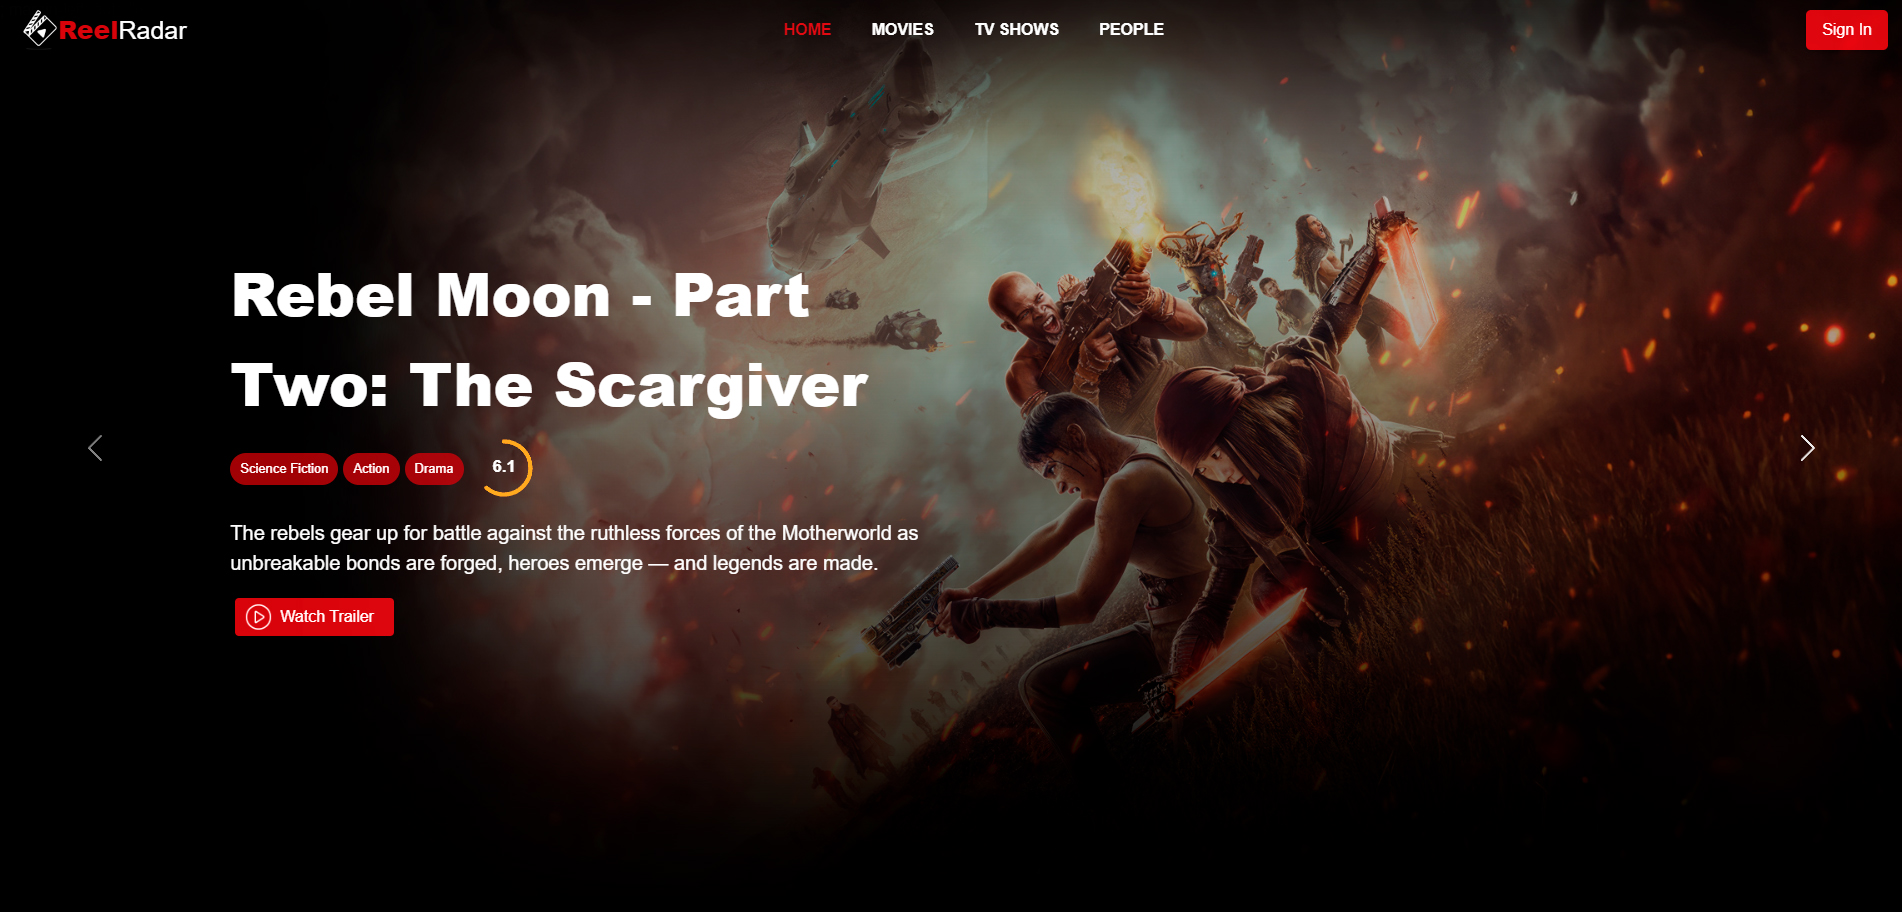 ReelRadar
HOME MOVIES TV SHOWS PEOPLE
Sign In
Rebel Moon - Part
Two: The Scargiver
Science Fiction Action Drama 6.1
The rebels gear up for battle against the ruthless forces of the Motherworld as
unbreakable bonds are forged, heroes emerge — and legends are made.
Watch Trailer